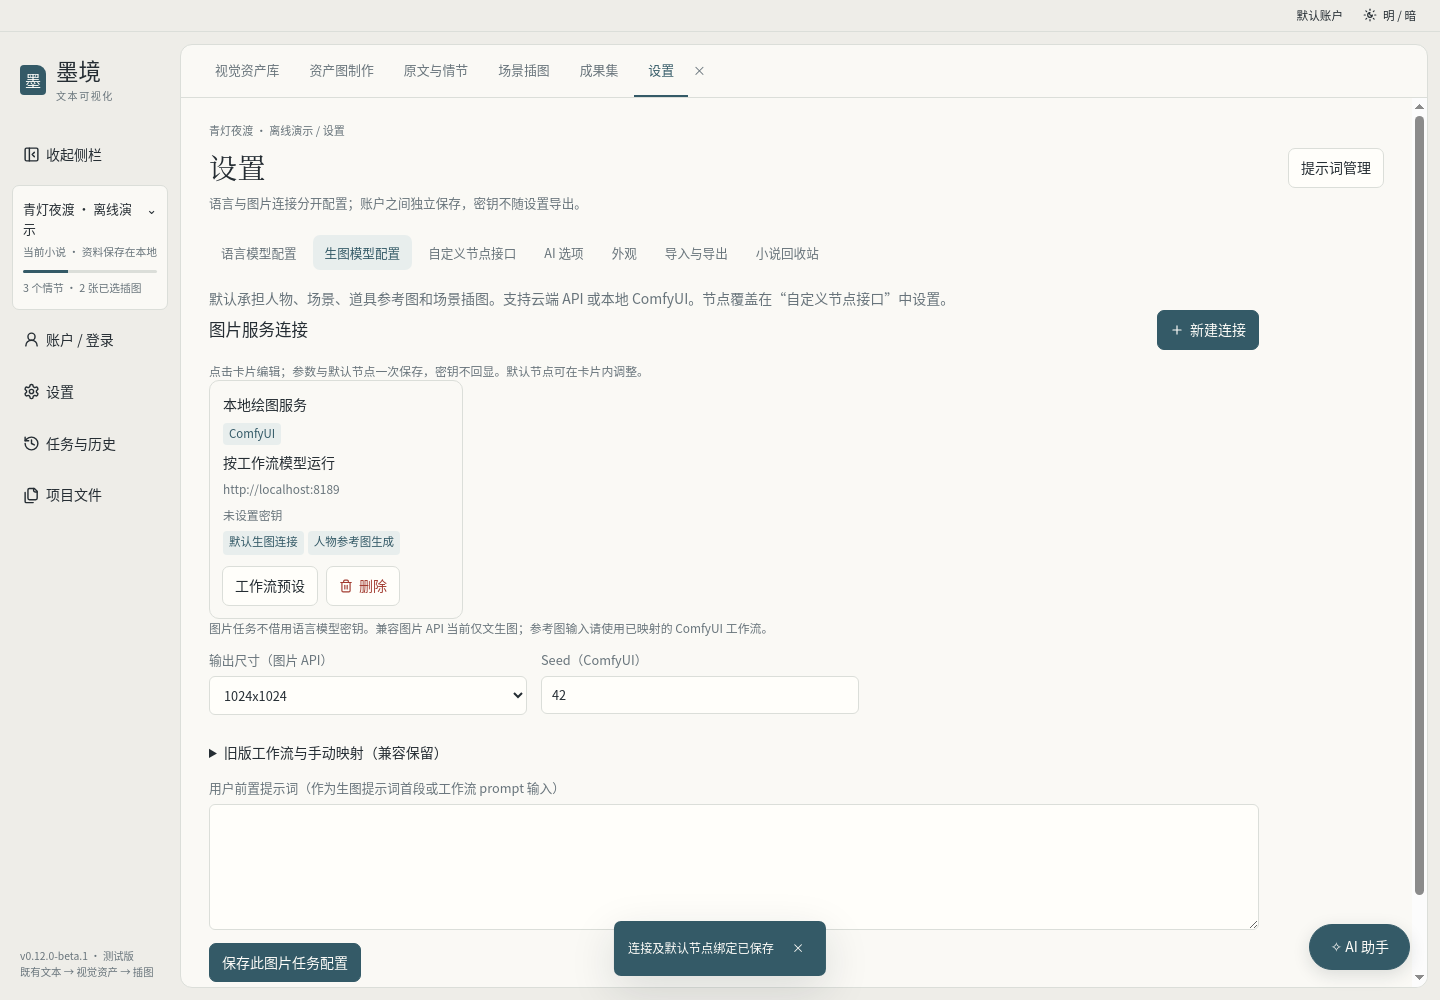 默认账户
明 / 暗
墨
墨境
文本可视化
收起侧栏
青灯夜渡 · 离线演示
当前小说 · 资料保存在本地
3 个情节 · 2 张已选插图
账户 / 登录
设置
任务与历史
项目文件
v0.12.0-beta.1 · 测试版
既有文本 → 视觉资产 → 插图
视觉资产库
资产图制作
原文与情节
场景插图
成果集
设置
青灯夜渡 · 离线演示 / 设置
设置
提示词管理
语言与图片连接分开配置；账户之间独立保存，密钥不随设置导出。
语言模型配置
生图模型配置
自定义节点接口
AI 选项
外观
导入与导出
小说回收站
默认承担人物、场景、道具参考图和场景插图。支持云端 API 或本地 ComfyUI。节点覆盖在“自定义节点接口”中设置。
图片服务连接
新建连接
点击卡片编辑；参数与默认节点一次保存，密钥不回显。默认节点可在卡片内调整。
本地绘图服务
ComfyUI
按工作流模型运行
http://localhost:8189
未设置密钥
默认生图连接
人物参考图生成
工作流预设
删除
图片任务不借用语言模型密钥。兼容图片 API 当前仅文生图；参考图输入请使用已映射的 ComfyUI 工作流。
输出尺寸（图片 API）
Seed（ComfyUI）
1024x1024
42
旧版工作流与手动映射（兼容保留）
用户前置提示词（作为生图提示词首段或工作流 prompt 输入）
连接及默认节点绑定已保存
保存此图片任务配置
AI 助手